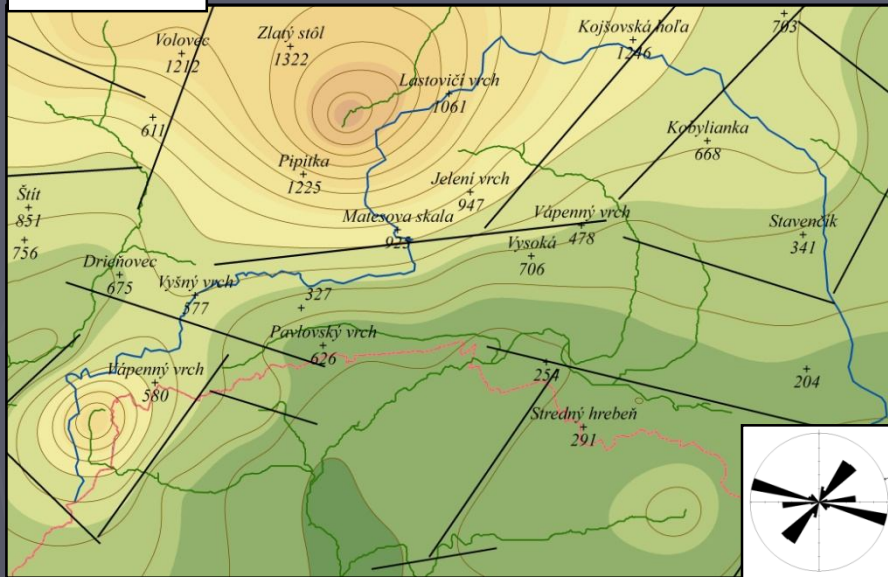 Volovec
1212
Zlatý stôl
1322
Kojšovská hoľa
1246
703
Lastovičí vrch
1061
611
Kobylianka
668
Pipitka
1225
Jelení vrch
947
Štít
851
756
Matesova skala
925
Vápenný vrch
478
Stavenčík
341
Vysoká
706
Drieňovec
675
Vyšný vrch
577
327
Pavlovský vrch
626
Vápenný vrch
580
254
204
Stredný hrebeň
291